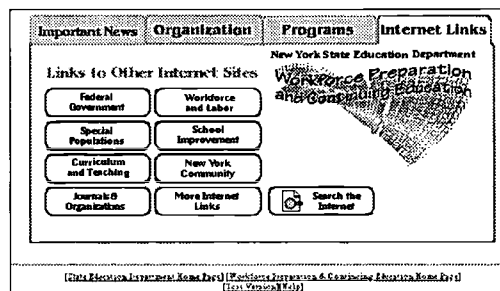 Important News
Organization
Programs
Internet Links
New York State Education Department
Workforce Preparation
and Continuing Education
Links to Other Internet Sites
Federal
Government
Workforce
and Labor
Special
Populations
School
Improvement
Curriculum
and Teaching
New York
Community
Journals &
Organizations
More Internet
Links
Search the
Internet
[State Education Department Home Page] [Workforce Preparation & Continuing Education Home Page]
[Text Version] [Help]